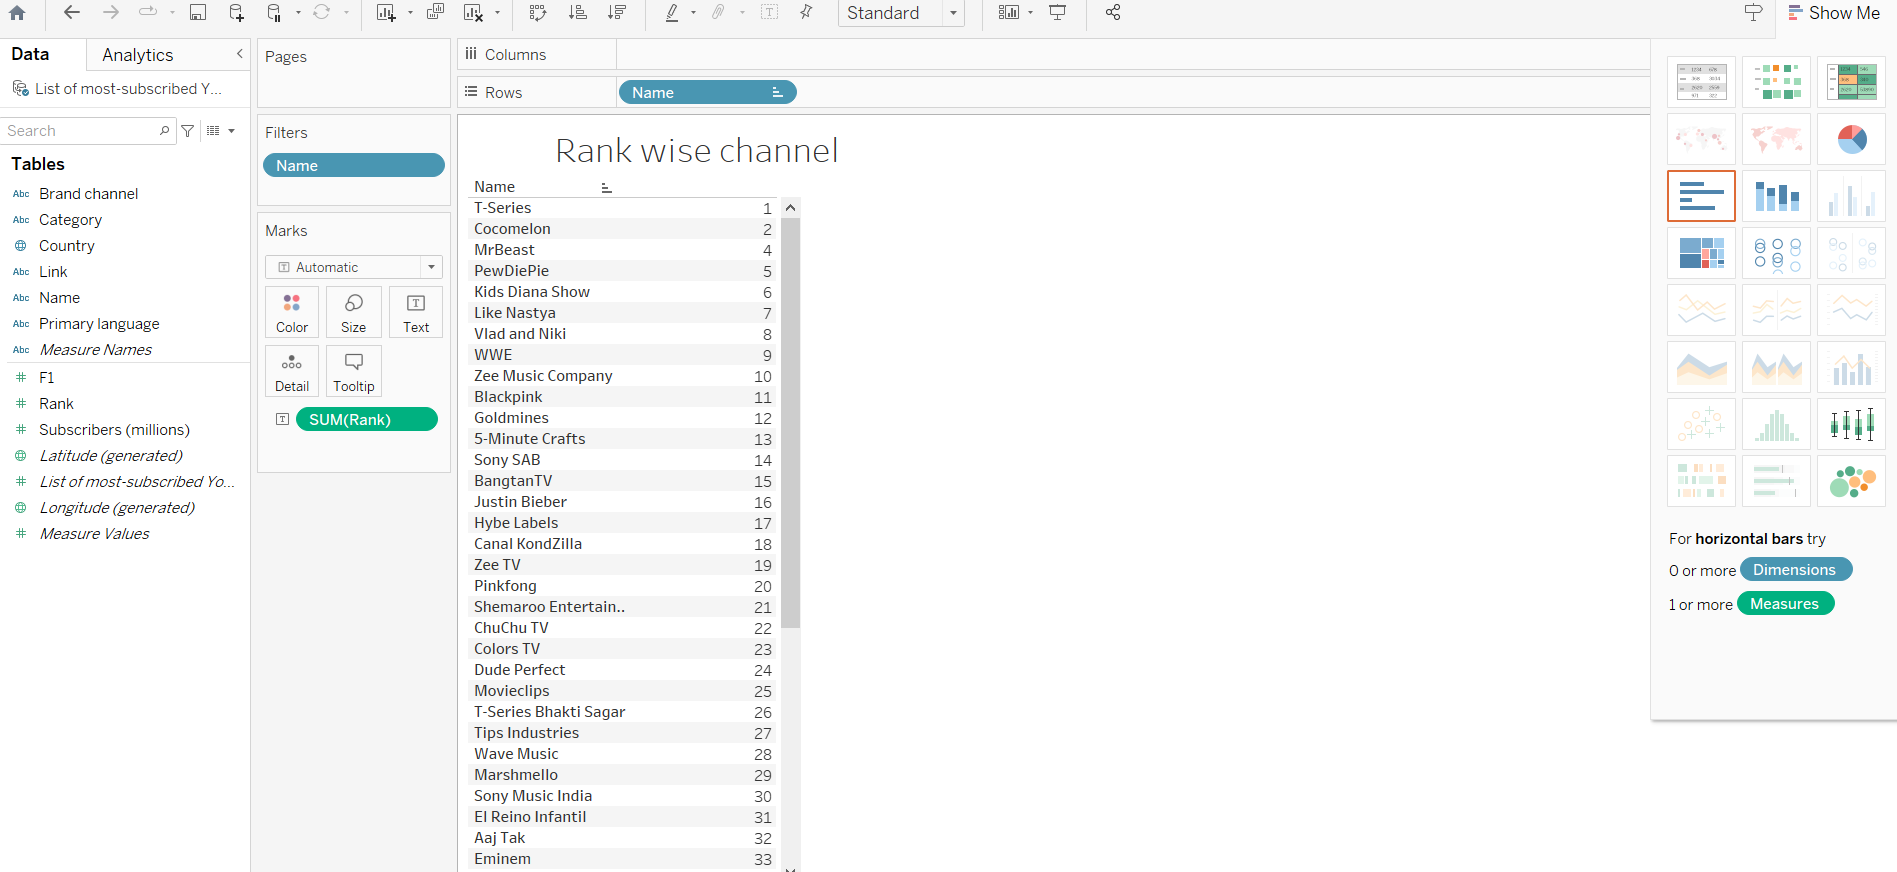 Standard
Show Me
Data
Analytics
List of most-subscribed Y...
Search
Tables
Abc Brand channel
Abc Category
Country
Abc Link
Abc Name
Abc Primary language
Abc Measure Names
F1
Rank
Subscribers (millions)
Latitude (generated)
List of most-subscribed Yo...
Longitude (generated)
Measure Values
Pages
Filters
Name
Marks
Automatic
Color Size Text
Detail Tooltip
SUM(Rank)
Columns
Rows
Name
Rank wise channel
Name
T-Series 1
Cocomelon 2
MrBeast 4
PewDiePie 5
Kids Diana Show 6
Like Nastya 7
Vlad and Niki 8
WWE 9
Zee Music Company 10
Blackpink 11
Goldmines 12
5-Minute Crafts 13
Sony SAB 14
BangtanTV 15
Justin Bieber 16
Hybe Labels 17
Canal KondZilla 18
Zee TV 19
Pinkfong 20
Shemaroo Entertain.. 21
ChuChu TV 22
Colors TV 23
Dude Perfect 24
Movieclips 25
T-Series Bhakti Sagar 26
Tips Industries 27
Wave Music 28
Marshmello 29
Sony Music India 30
El Reino Infantil 31
Aaj Tak 32
Eminem 33
For horizontal bars try
0 or more Dimensions
1 or more Measures